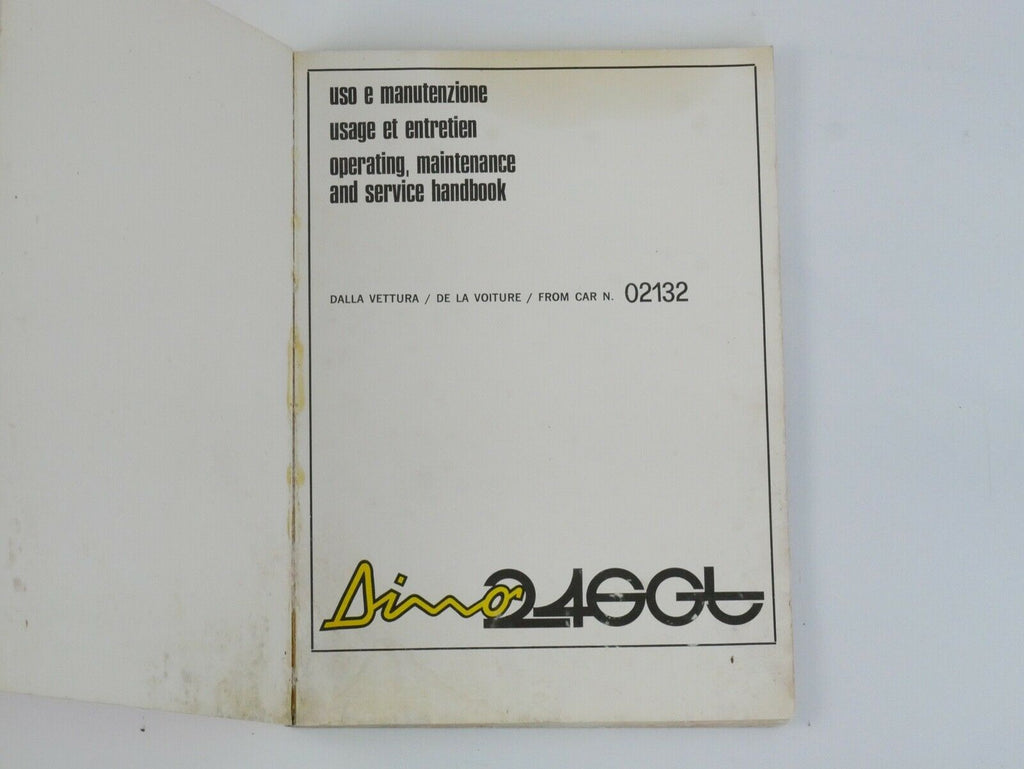 uso e manutenzione
usage et entretien
operating, maintenance
and service handbook
DALLA VETTURA / DE LA VOITURE / FROM CAR N. 02132
Dino 246Gt